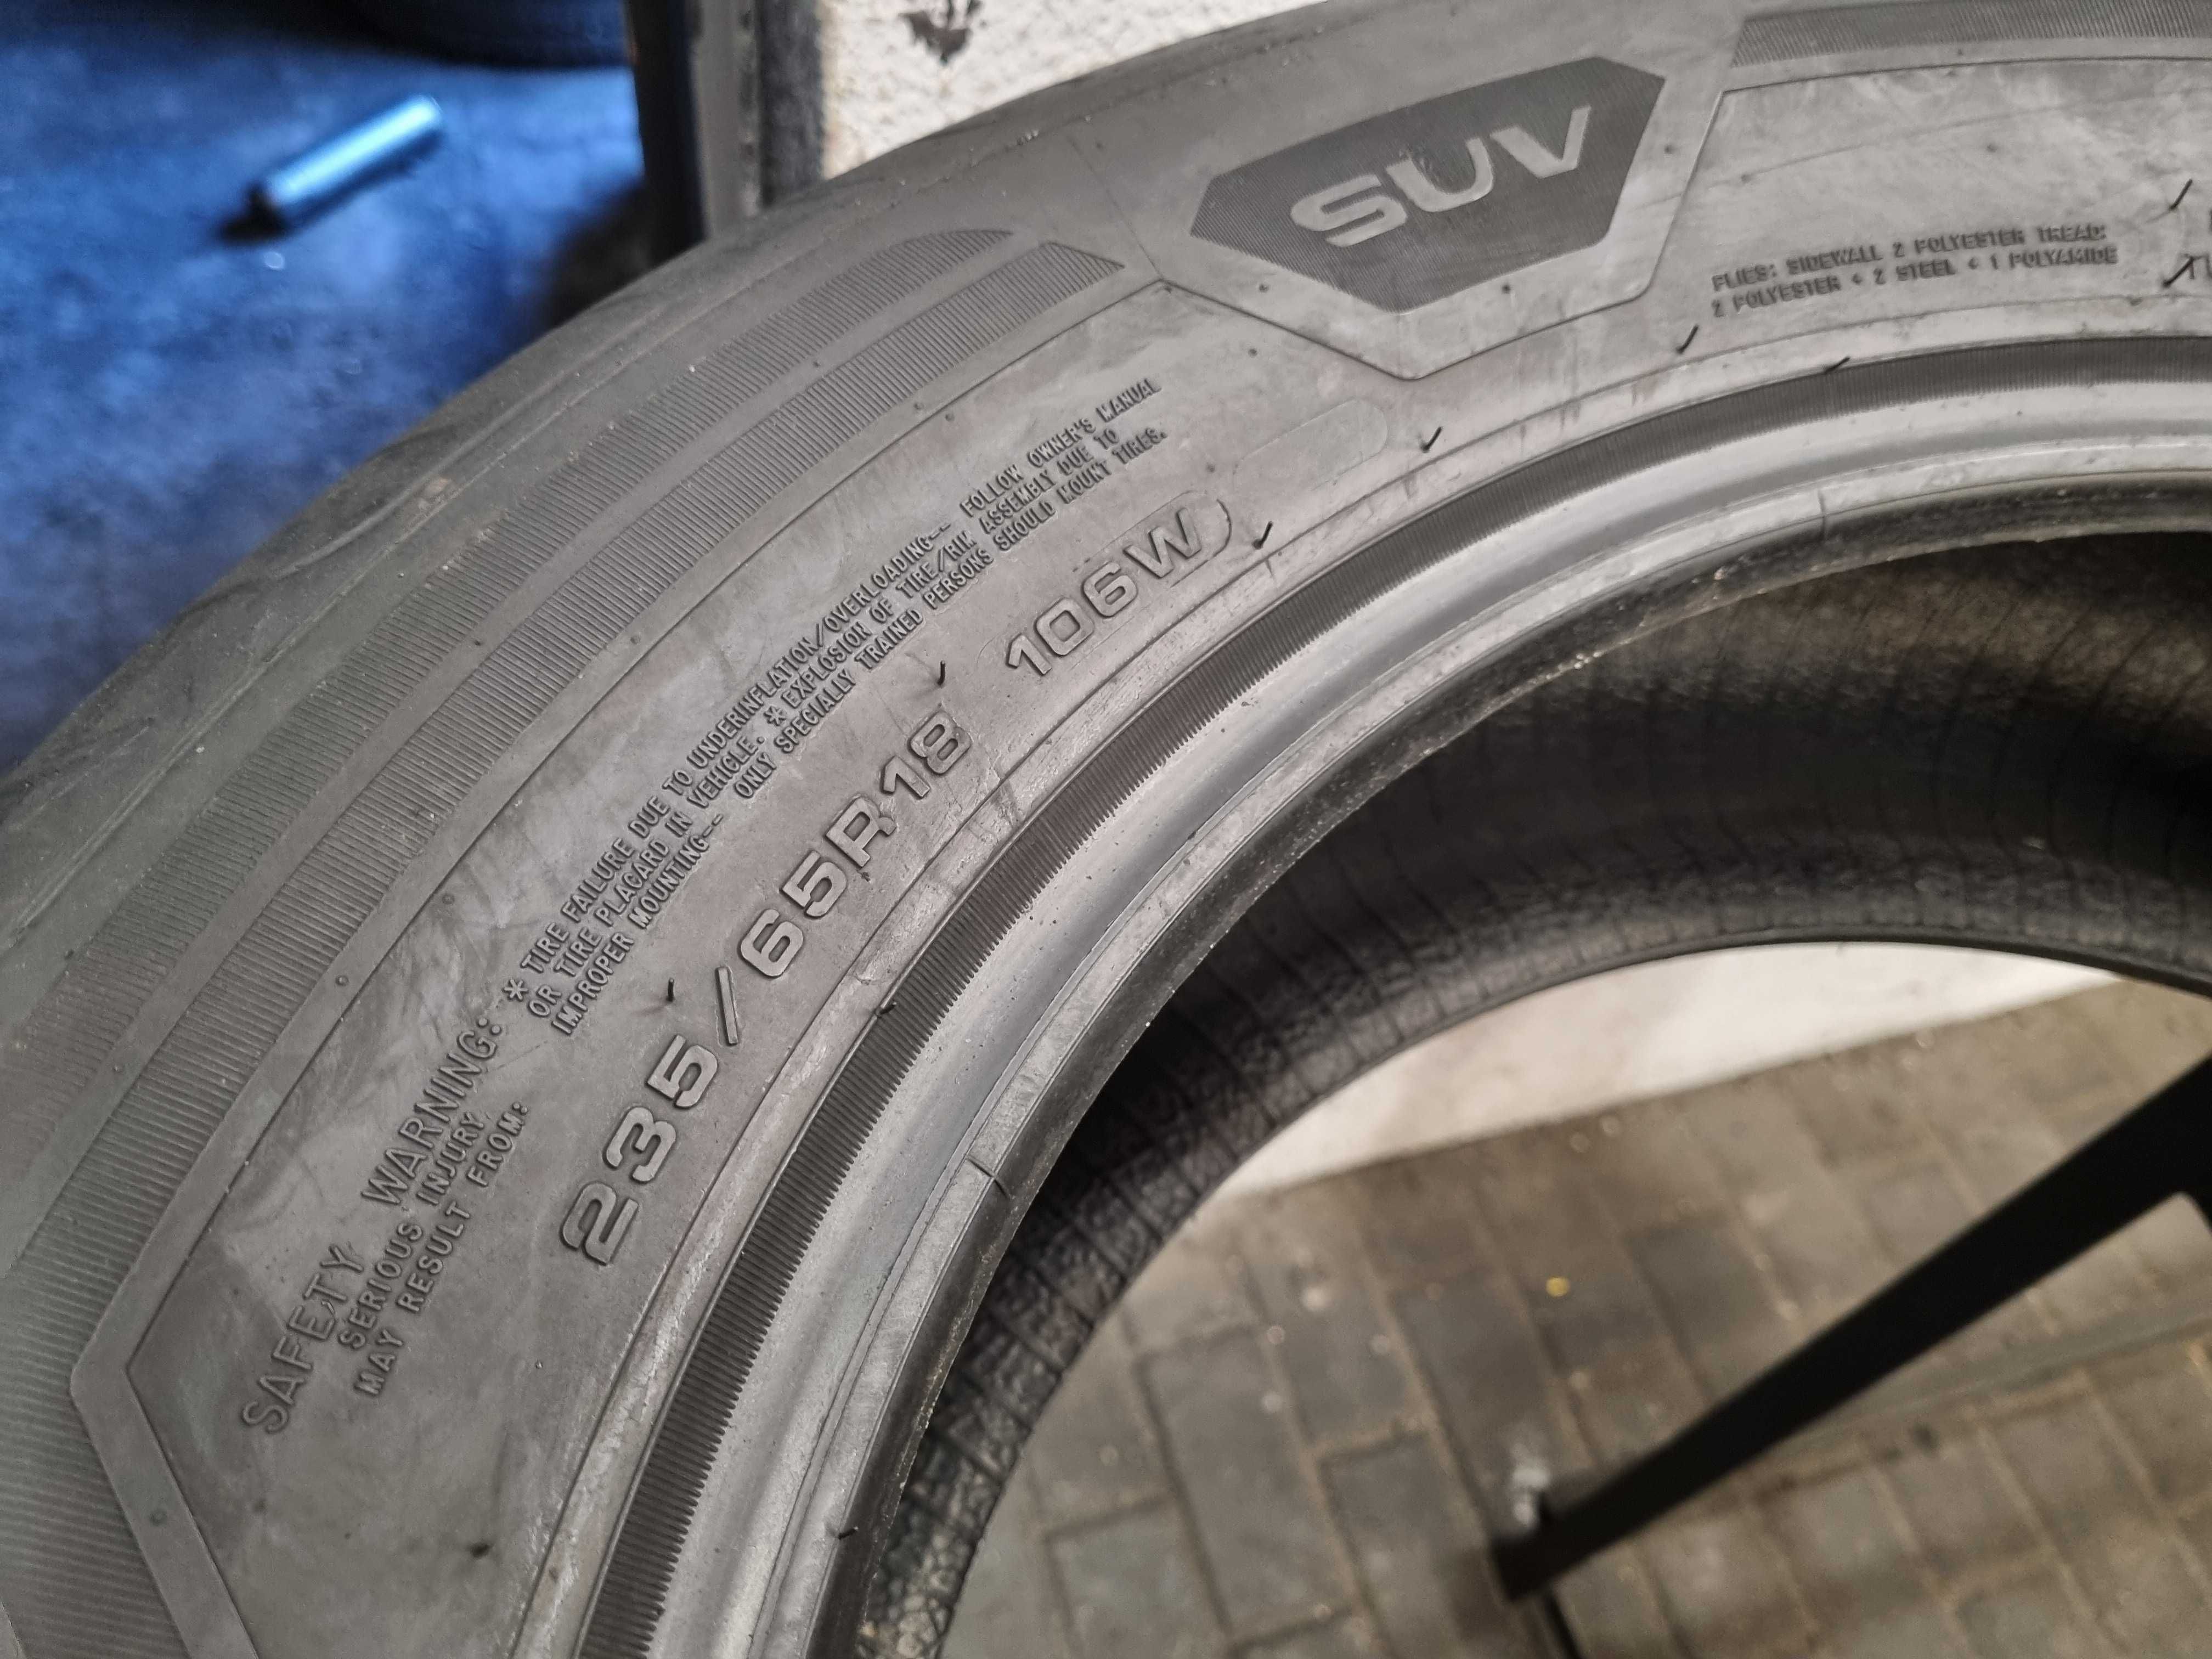 SUV
PLIES: SIDEWALL 2 POLYESTER TREAD:
2 POLYESTER + 2 STEEL + 1 POLYAMIDE
SAFETY WARNING:
SERIOUS INJURY
MAY RESULT FROM:
* TIRE FAILURE DUE TO UNDERINFLATION/OVERLOADING-- FOLLOW OWNER'S MANUAL
OR TIRE PLACARD IN VEHICLE. * EXPLOSION OF TIRE/RIM ASSEMBLY DUE TO
IMPROPER MOUNTING-- ONLY SPECIALLY TRAINED PERSONS SHOULD MOUNT TIRES.
235/65R18 106W